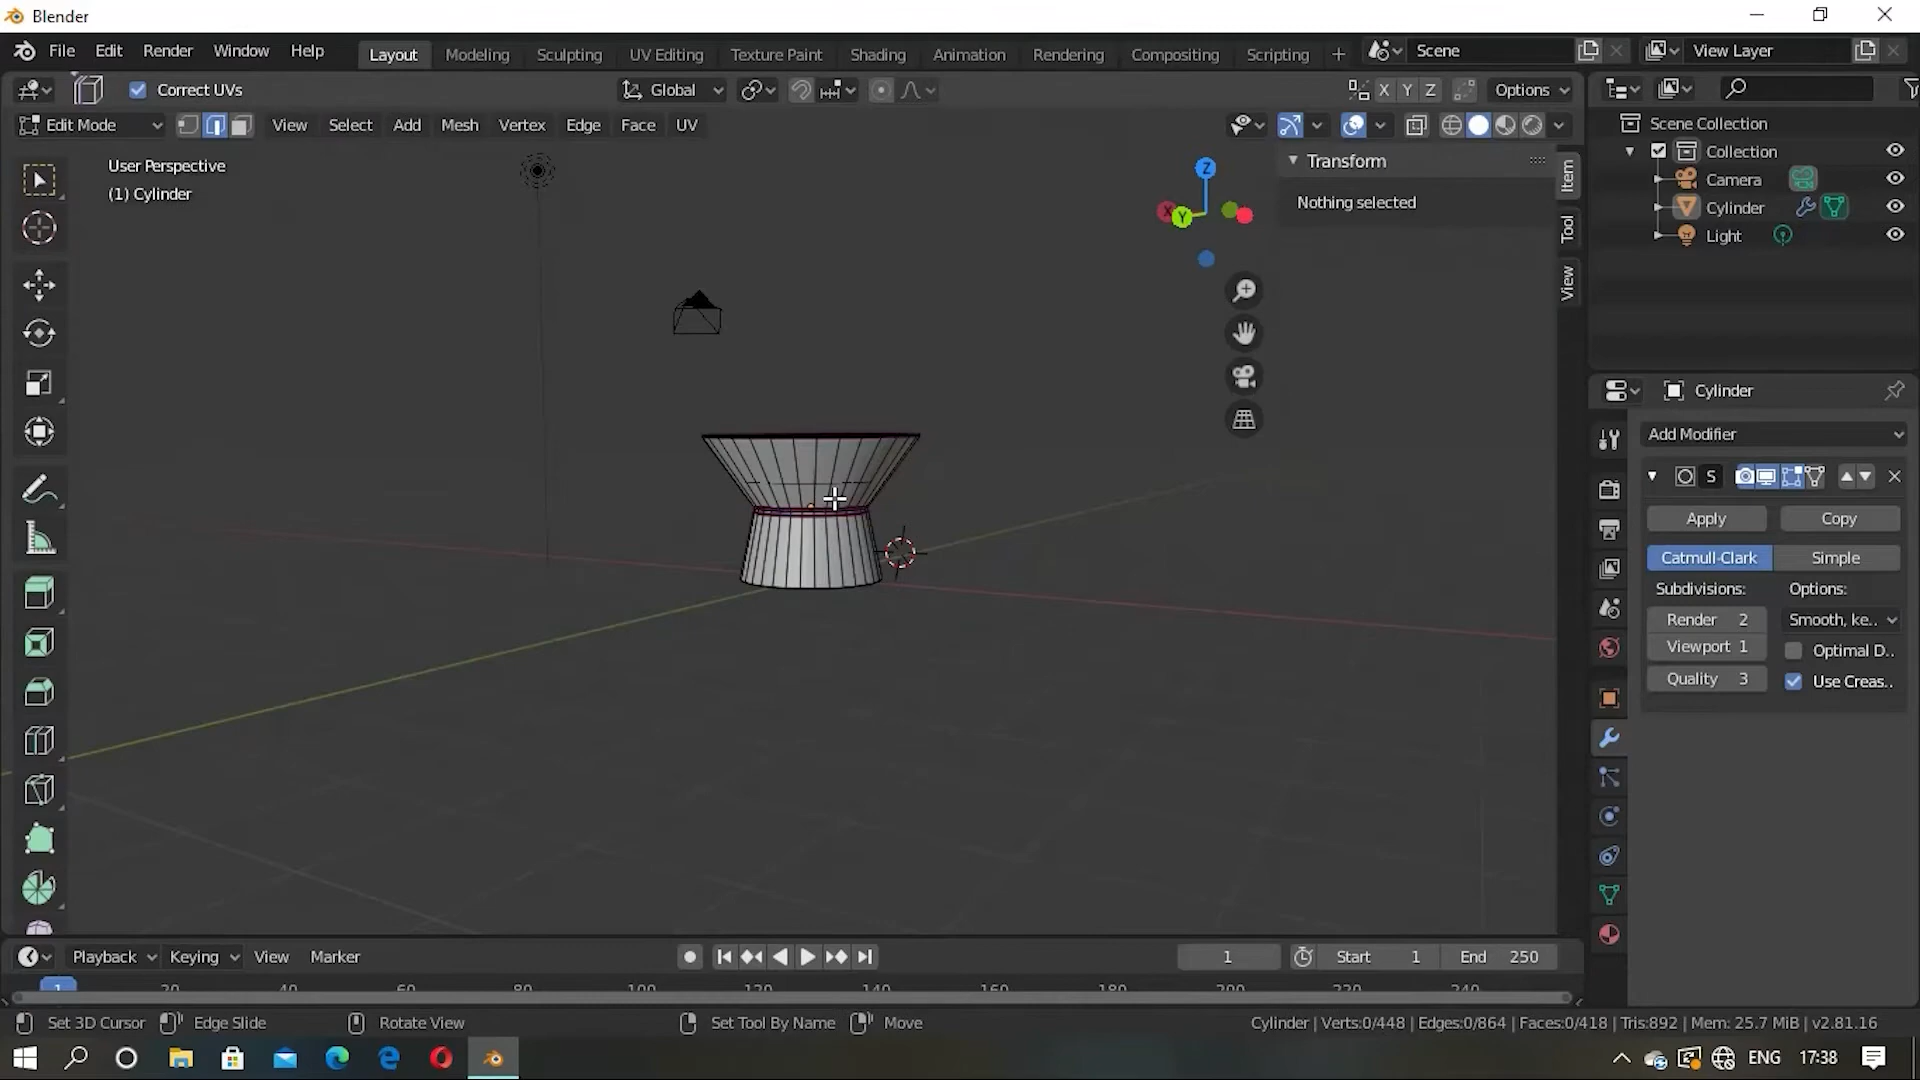 Blender
File Edit Render Window Help Layout Modeling Sculpting UV Editing Texture Paint Shading Animation Rendering Compositing Scripting + Scene View Layer
Correct UVs Global X Y Z Options
Edit Mode View Select Add Mesh Vertex Edge Face UV
Scene Collection
Collection
Camera
Cylinder
Light
User Perspective
(1) Cylinder
Z
X
Y
Transform
Nothing selected
Item
Tool
View
Cylinder
Add Modifier
S
Apply Copy
Catmull-Clark Simple
Subdivisions: Options:
Render 2 Smooth, ke..
Viewport 1 Optimal D..
Quality 3 Use Creas..
Playback Keying View Marker 1 Start 1 End 250
1 20 40 60 80 100 120 140 160 180 200 220 240
Set 3D Cursor Edge Slide Rotate View Set Tool By Name Move Cylinder | Verts:0/448 | Edges:0/864 | Faces:0/418 | Tris:892 | Mem: 25.7 MiB | v2.81.16
ENG 17:38